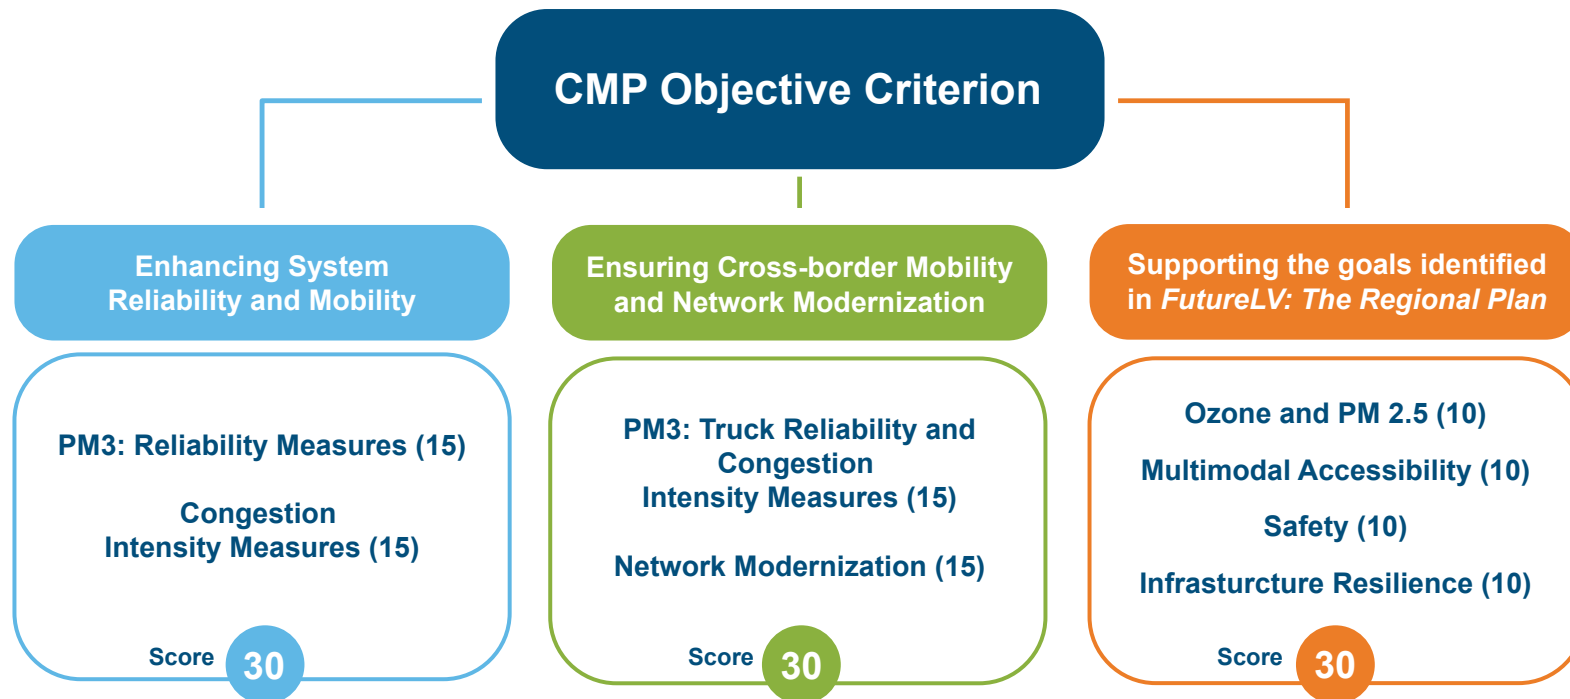 CMP Objective Criterion
Enhancing System
Reliability and Mobility
PM3: Reliability Measures (15)
Congestion
Intensity Measures (15)
Score 30
Ensuring Cross-border Mobility
and Network Modernization
PM3: Truck Reliability and
Congestion
Intensity Measures (15)
Network Modernization (15)
Score 30
Supporting the goals identified
in FutureLV: The Regional Plan
Ozone and PM 2.5 (10)
Multimodal Accessibility (10)
Safety (10)
Infrasturcture Resilience (10)
Score 30